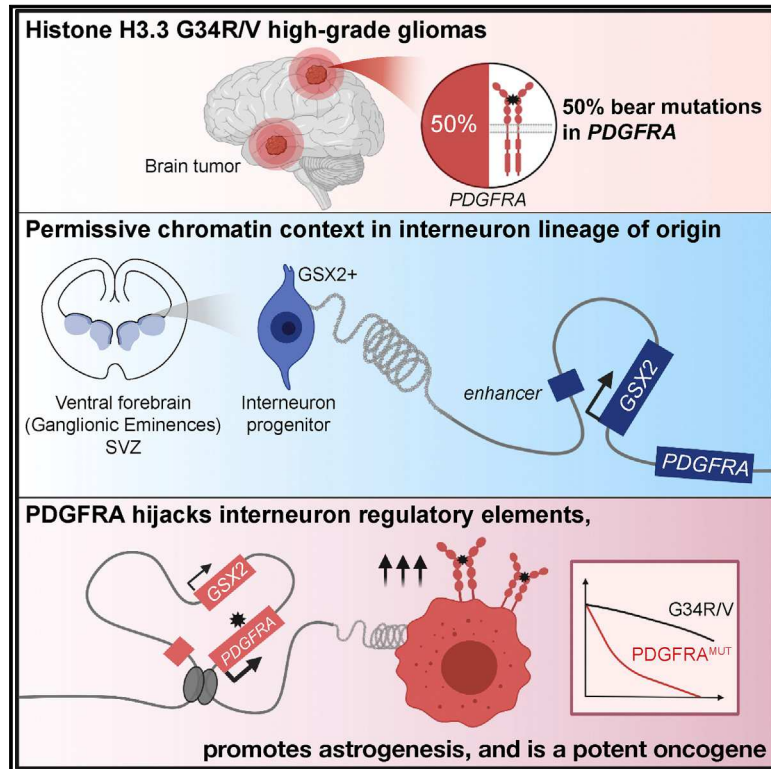 Histone H3.3 G34R/V high-grade gliomas
Brain tumor
50%
PDGFRA
50% bear mutations
in PDGFRA
Permissive chromatin context in interneuron lineage of origin
Ventral forebrain
(Ganglionic Eminences)
SVZ
GSX2+
Interneuron
progenitor
enhancer
GSX2
PDGFRA
PDGFRA hijacks interneuron regulatory elements,
GSX2
PDGFRA
G34R/V
PDGFRAMUT
promotes astrogenesis, and is a potent oncogene